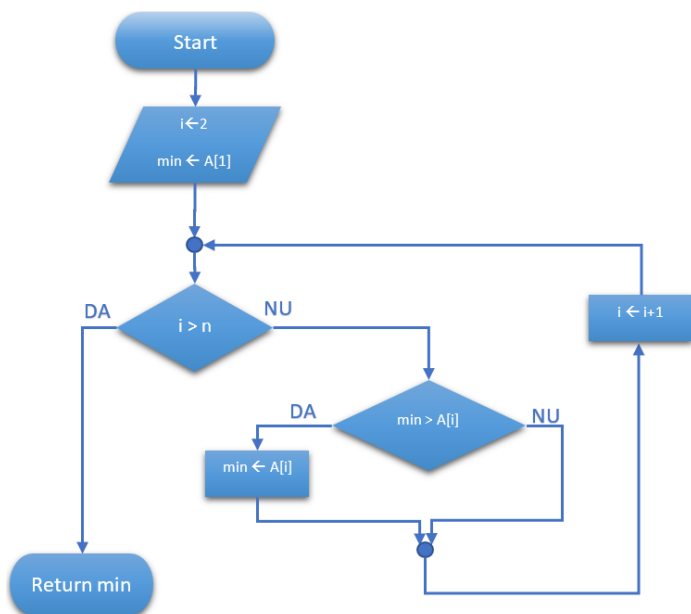 Start
i←2
min ← A[1]
DA
NU
i > n
i ← i+1
DA
min > A[i]
NU
min ← A[i]
Return min